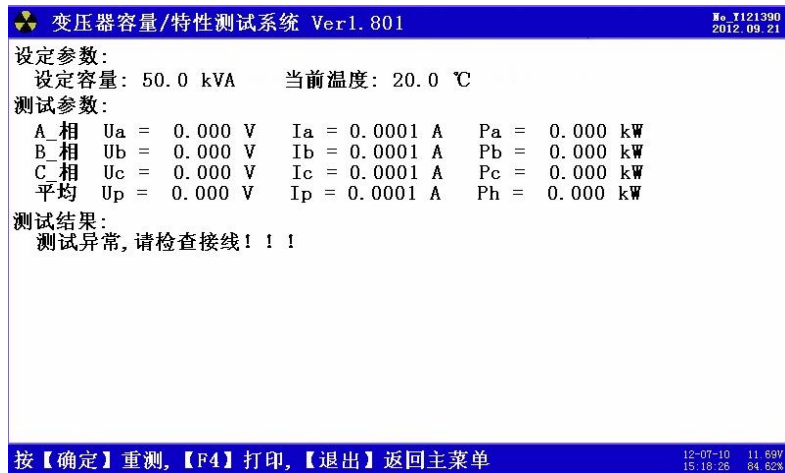 变压器容量/特性测试系统 Ver1.801
No_Y121390
2012.09.21
设定参数:
设定容量: 50.0 kVA 当前温度: 20.0 ℃
测试参数:
A_相 Ua = 0.000 V Ia = 0.0001 A Pa = 0.000 kW
B_相 Ub = 0.000 V Ib = 0.0001 A Pb = 0.000 kW
C_相 Uc = 0.000 V Ic = 0.0001 A Pc = 0.000 kW
平均 Up = 0.000 V Ip = 0.0001 A Ph = 0.000 kW
测试结果:
测试异常,请检查接线!!!
按【确定】重测,【F4】打印,【退出】返回主菜单
12-07-10 11.69V
15:18:26 84.62%